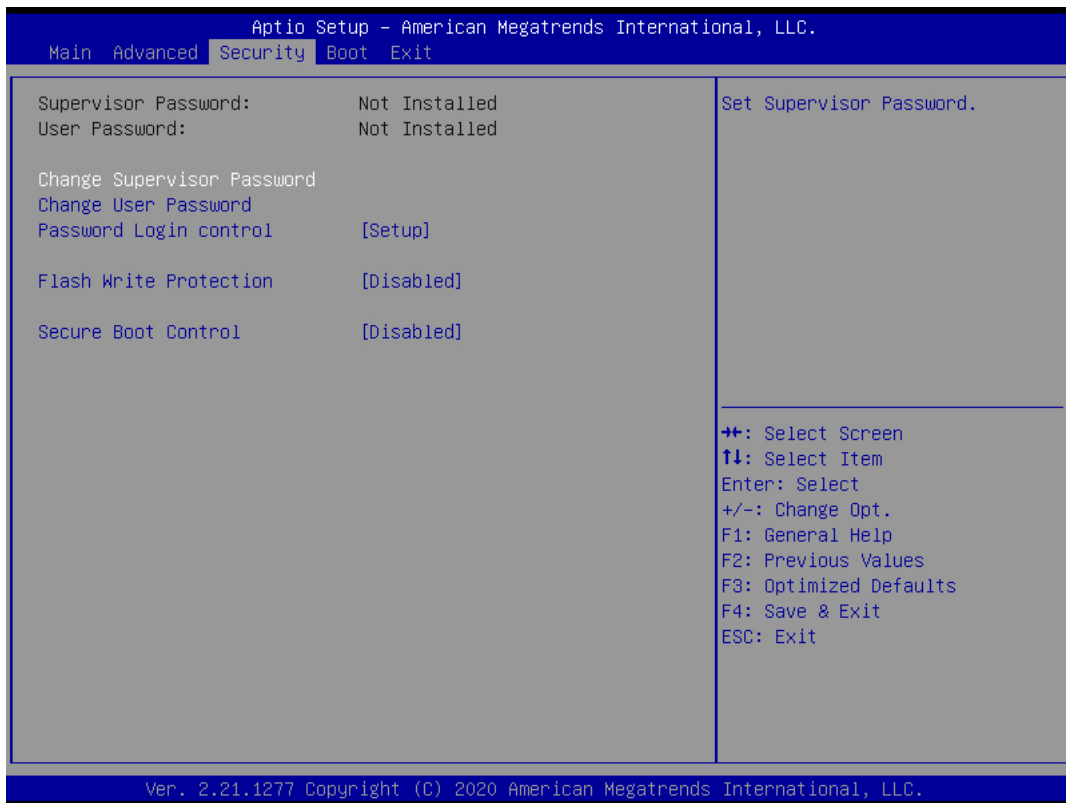 Aptio Setup – American Megatrends International, LLC.
Main Advanced Security Boot Exit
Supervisor Password: Not Installed
User Password: Not Installed
Change Supervisor Password
Change User Password
Password Login control [Setup]
Flash Write Protection [Disabled]
Secure Boot Control [Disabled]
Set Supervisor Password.
→←: Select Screen
↑↓: Select Item
Enter: Select
+/-: Change Opt.
F1: General Help
F2: Previous Values
F3: Optimized Defaults
F4: Save & Exit
ESC: Exit
Ver. 2.21.1277 Copyright (C) 2020 American Megatrends International, LLC.